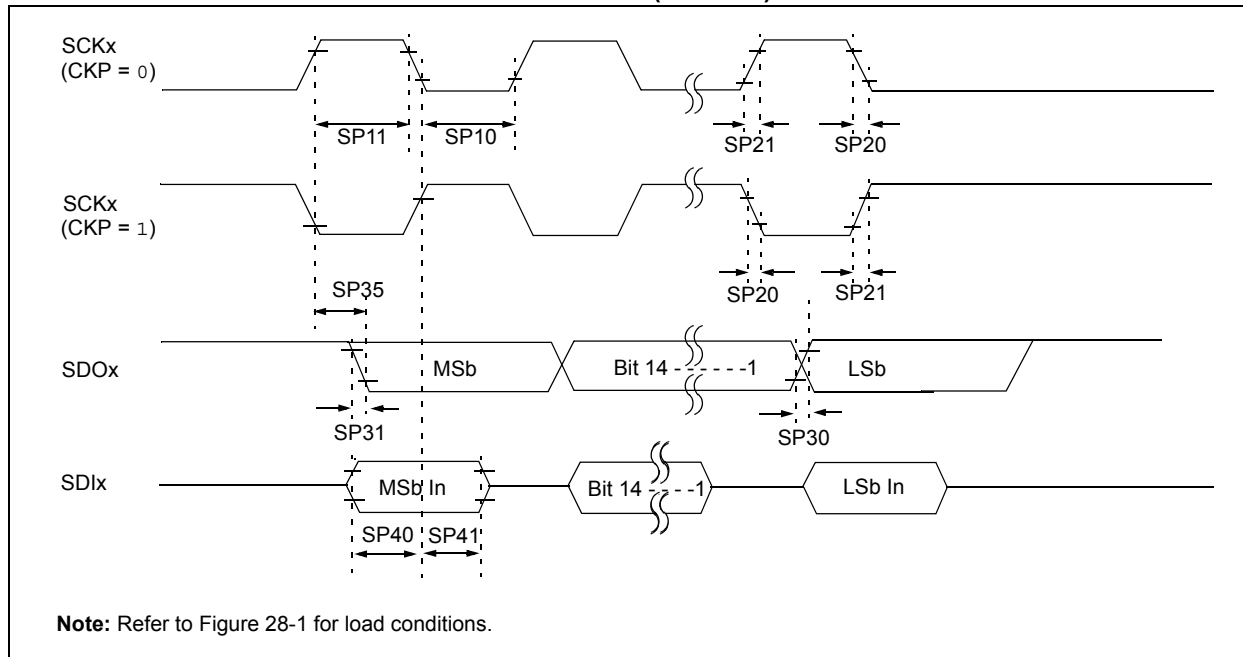 SCKx
(CKP = 0)
SP11
SP10
SP21
SP20
SCKx
(CKP = 1)
SP35
SP20
SP21
SDOx
MSb
Bit 14 - - - - - -1
LSb
SP31
SP30
SDIx
MSb In
Bit 14 - - - -1
LSb In
SP40
SP41
Note: Refer to Figure 28-1 for load conditions.